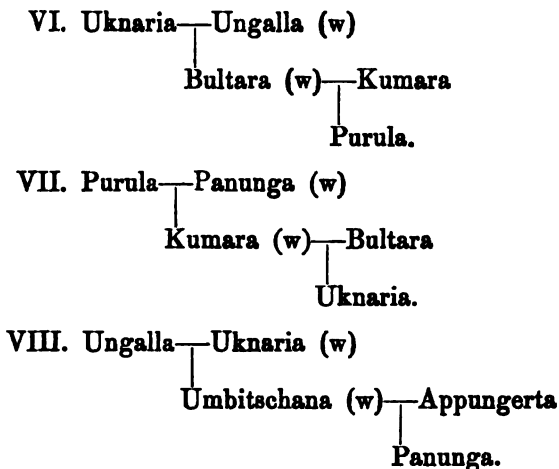 VI. Uknaria—Ungalla (w)
Bultara (w)—Kumara
Purula.
VII. Purula—Panunga (w)
Kumara (w)—Bultara
Uknaria.
VIII. Ungalla—Uknaria (w)
Umbitschana (w)—Appungerta
Panunga.